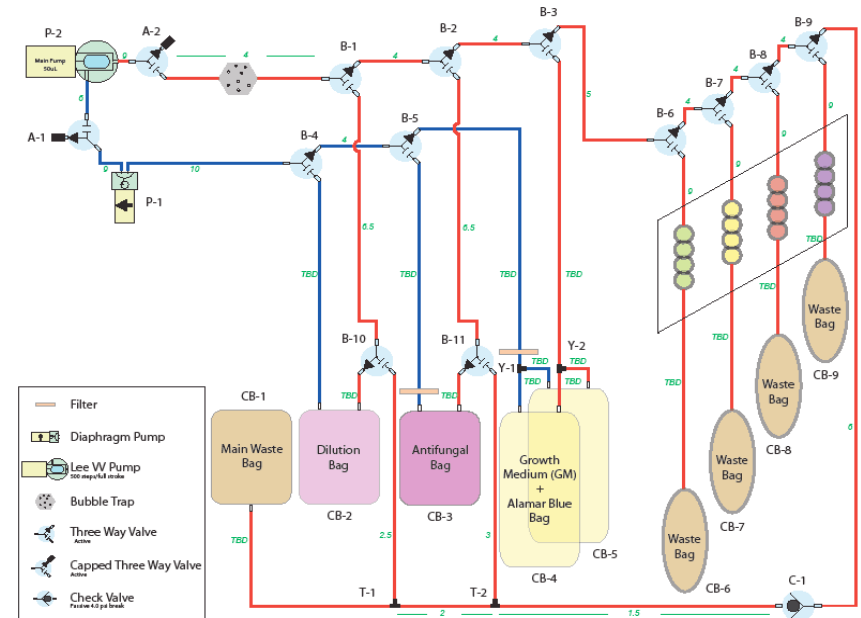 P-2
Main Pump
50uL
9
A-2
4
B-1
4
B-2
4
B-3
5
B-6
4
B-7
4
B-8
4
B-9
6
A-1
9
P-1
10
B-4
4
B-5
9
9
9
9
6.5
6.5
TBD
TBD
TBD
TBD
TBD
TBD
TBD
TBD
B-10
B-11
Y-1
Y-2
TBD
TBD
TBD
TBD
TBD
TBD
CB-1
Main Waste
Bag
Dilution
Bag
CB-2
Antifungal
Bag
CB-3
Growth
Medium (GM)
+
Alamar Blue
Bag
CB-4
CB-5
Waste
Bag
CB-6
Waste
Bag
CB-7
Waste
Bag
CB-8
Waste
Bag
CB-9
6
TBD
2.5
3
T-1
T-2
2
1.5
C-1
Filter
Diaphragm Pump
Lee VV Pump
500 steps/full stroke
Bubble Trap
Three Way Valve
Active
Capped Three Way Valve
Active
Check Valve
Passive 4.0 psi break